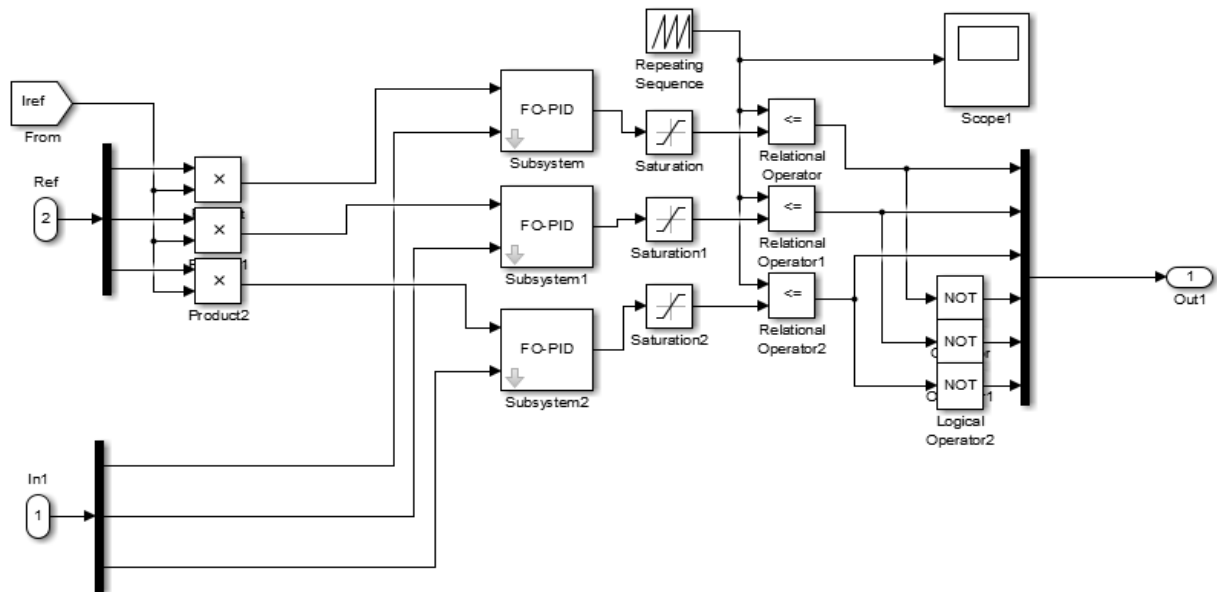 Repeating
Sequence
Scope1
Iref
From
Ref
2
×
×
×
Product2
FO-PID
Subsystem
FO-PID
Subsystem1
FO-PID
Subsystem2
Saturation
Saturation1
Saturation2
<=
Relational
Operator
<=
Relational
Operator1
<=
Relational
Operator2
NOT
NOT
NOT
Logical
Operator2
1
Out1
In1
1